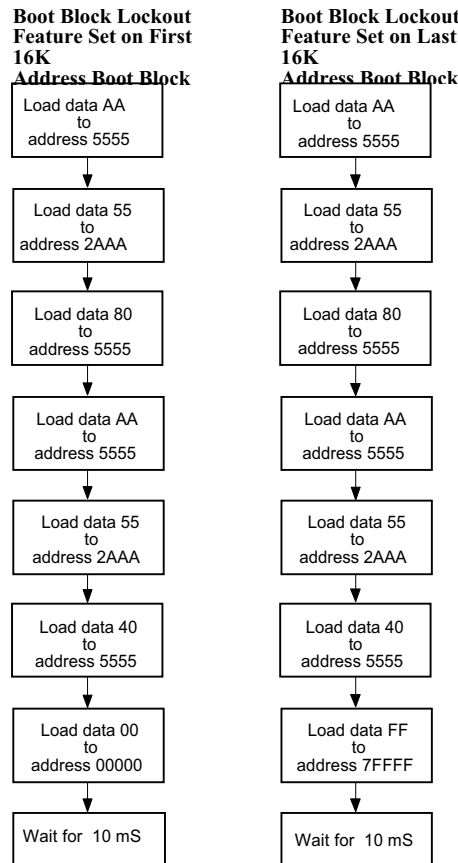 Boot Block Lockout
Feature Set on First
16K
Address Boot Block
Load data AA
to
address 5555
Load data 55
to
address 2AAA
Load data 80
to
address 5555
Load data AA
to
address 5555
Load data 55
to
address 2AAA
Load data 40
to
address 5555
Load data 00
to
address 00000
Wait for 10 mS
Boot Block Lockout
Feature Set on Last
16K
Address Boot Block
Load data AA
to
address 5555
Load data 55
to
address 2AAA
Load data 80
to
address 5555
Load data AA
to
address 5555
Load data 55
to
address 2AAA
Load data 40
to
address 5555
Load data FF
to
address 7FFFF
Wait for 10 mS